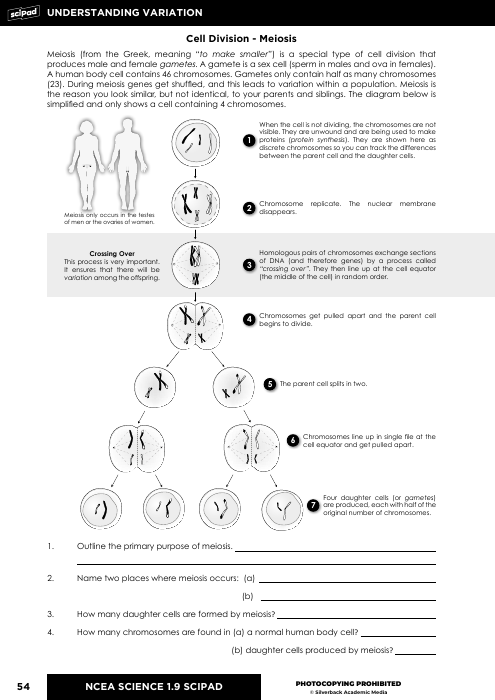 scipad UNDERSTANDING VARIATION
Cell Division - Meiosis
Meiosis (from the Greek, meaning “to make smaller”) is a special type of cell division that
produces male and female gametes. A gamete is a sex cell (sperm in males and ova in females).
A human body cell contains 46 chromosomes. Gametes only contain half as many chromosomes
(23). During meiosis genes get shuffled, and this leads to variation within a population. Meiosis is
the reason you look similar, but not identical, to your parents and siblings. The diagram below is
simplified and only shows a cell containing 4 chromosomes.
1
When the cell is not dividing, the chromosomes are not
visible. They are unwound and are being used to make
proteins (protein synthesis). They are shown here as
discrete chromosomes so you can track the differences
between the parent cell and the daughter cells.
Meiosis only occurs in the testes
of men or the ovaries of women.
2
Chromosome replicate. The nuclear membrane
disappears.
Crossing Over
This process is very important.
It ensures that there will be
variation among the offspring.
3
Homologous pairs of chromosomes exchange sections
of DNA (and therefore genes) by a process called
“crossing over”. They then line up at the cell equator
(the middle of the cell) in random order.
4
Chromosomes get pulled apart and the parent cell
begins to divide.
5
The parent cell splits in two.
6
Chromosomes line up in single file at the
cell equator and get pulled apart.
7
Four daughter cells (or gametes)
are produced, each with half of the
original number of chromosomes.
1. Outline the primary purpose of meiosis.
2. Name two places where meiosis occurs: (a)
(b)
3. How many daughter cells are formed by meiosis?
4. How many chromosomes are found in (a) a normal human body cell?
(b) daughter cells produced by meiosis?
54 NCEA SCIENCE 1.9 SCIPAD
PHOTOCOPYING PROHIBITED
© Silverback Academic Media